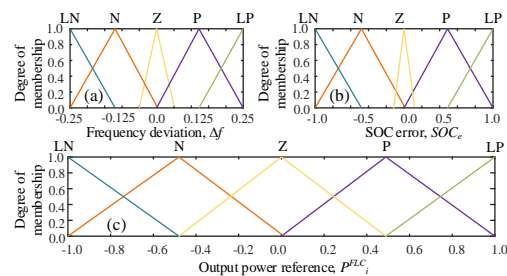 LN N Z P LP
Degree of membership
1.0
0.8
0.6
0.4
0.2
0.0
(a)
-0.25 -0.125 0.0 0.125 0.25
Frequency deviation, Δf
LN N Z P LP
Degree of membership
1.0
0.8
0.6
0.4
0.2
0.0
(b)
-1.0 -0.5 0.0 0.5 1.0
SOC error, SOCe
LN N Z P LP
Degree of membership
1.0
0.8
0.6
0.4
0.2
0.0
(c)
-1.0 -0.8 -0.6 -0.4 -0.2 0.0 0.2 0.4 0.6 0.8 1.0
Output power reference, P^FLC_i